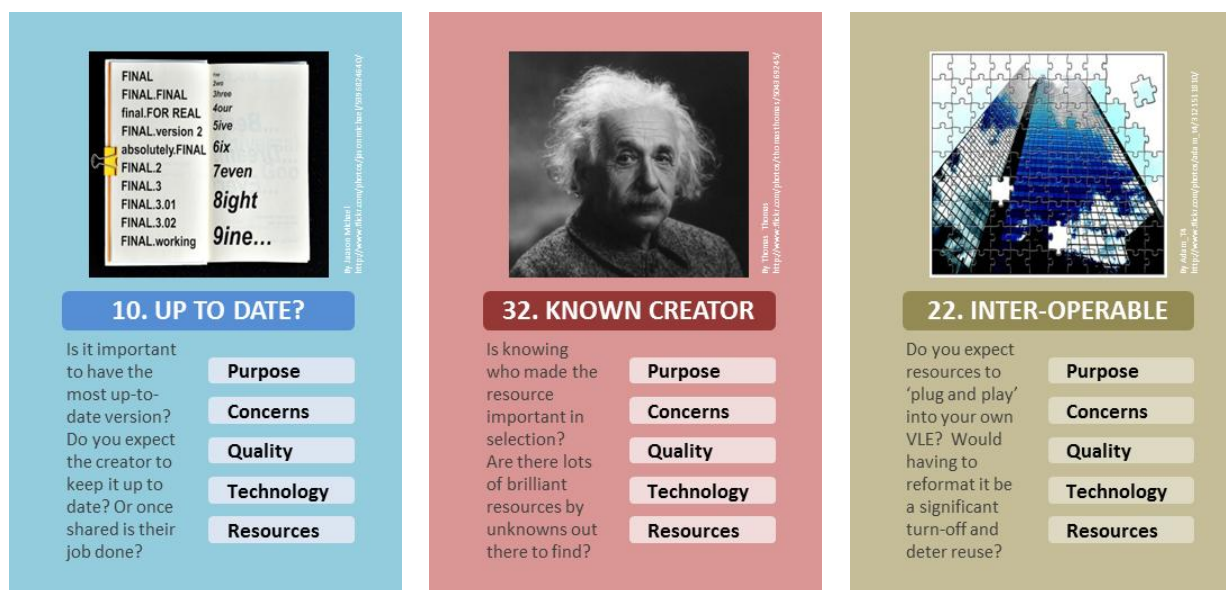 FINAL
FINAL.FINAL
final.FOR REAL
FINAL.version 2
absolutely.FINAL
FINAL.2
FINAL.3
FINAL.3.01
FINAL.3.02
FINAL.working
2wo
3hree
4our
5ive
6ix
7even
8ight
9ine...
10. UP TO DATE?
Is it important
to have the
most up-to-
date version?
Do you expect
the creator to
keep it up to
date? Or once
shared is their
job done?
Purpose
Concerns
Quality
Technology
Resources
By Thomas Thomas
32. KNOWN CREATOR
Is knowing
who made the
resource
important in
selection?
Are there lots
of brilliant
resources by
unknowns out
there to find?
Purpose
Concerns
Quality
Technology
Resources
By Adam_T4
22. INTER-OPERABLE
Do you expect
resources to
‘plug and play’
into your own
VLE? Would
having to
reformat it be
a significant
turn-off and
deter reuse?
Purpose
Concerns
Quality
Technology
Resources